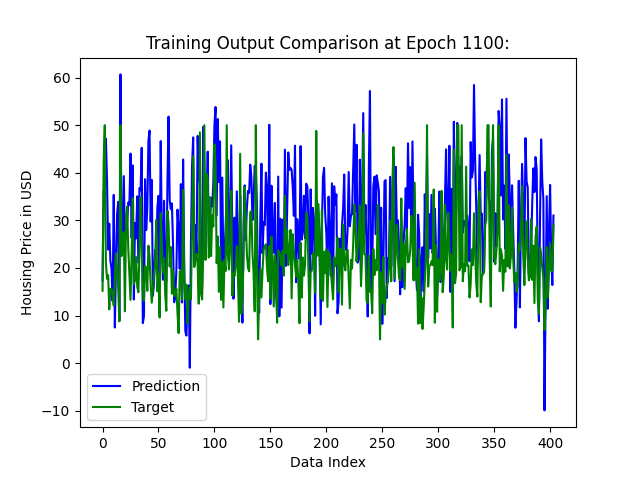 Training Output Comparison at Epoch 1100:
Housing Price in USD
60
50
40
30
20
10
0
−10
Prediction
Target
0 50 100 150 200 250 300 350 400
Data Index